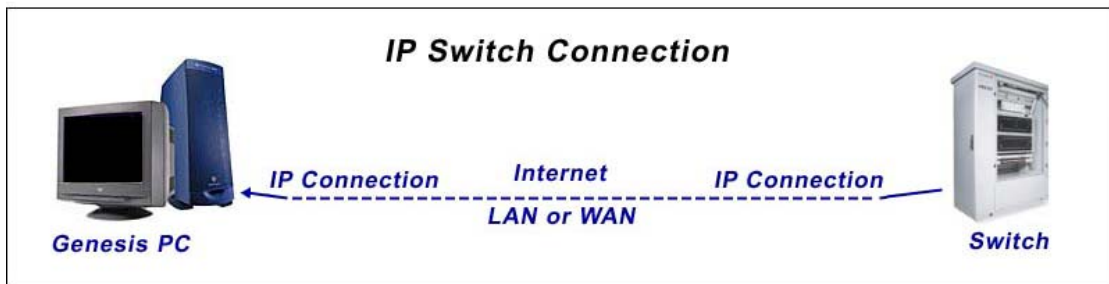 IP Switch Connection
IP Connection
Internet
IP Connection
LAN or WAN
Genesis PC
Switch